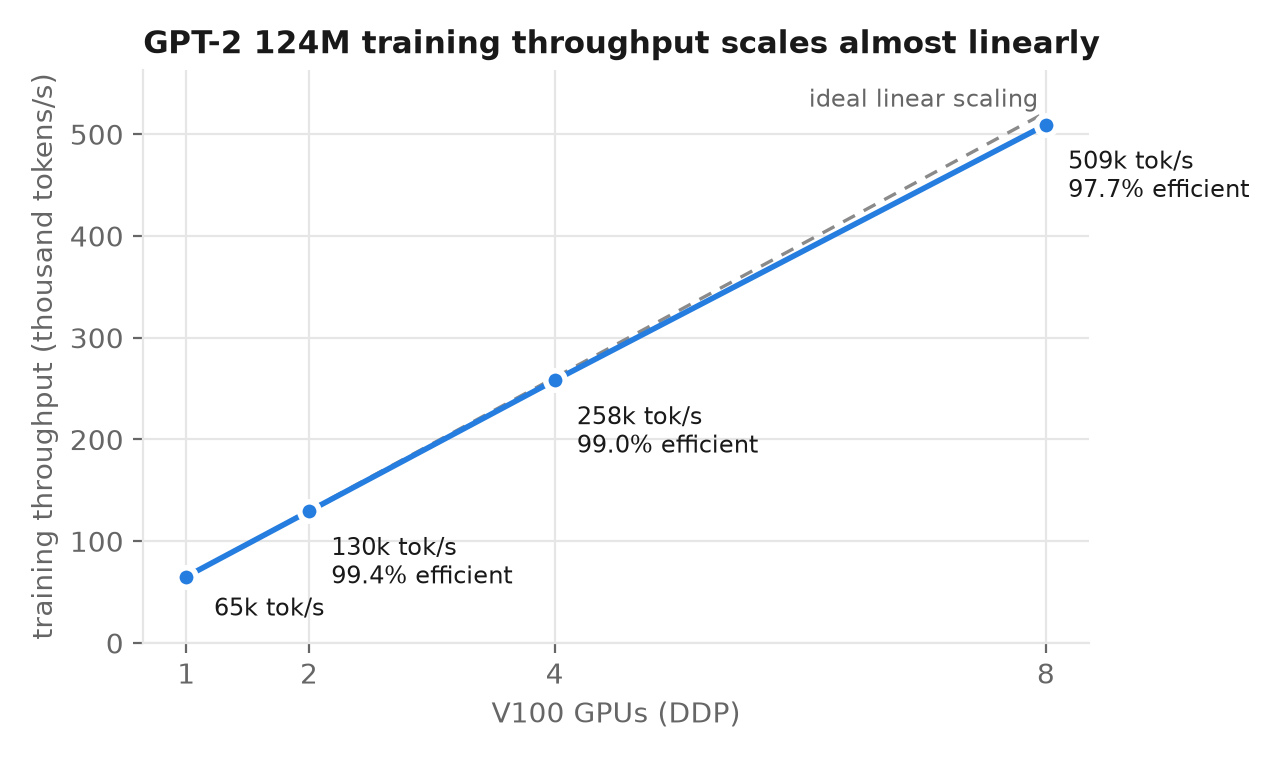 GPT-2 124M training throughput scales almost linearly
training throughput (thousand tokens/s)
500
400
300
200
100
0
ideal linear scaling
509k tok/s
97.7% efficient
258k tok/s
99.0% efficient
130k tok/s
99.4% efficient
65k tok/s
1
2
4
8
V100 GPUs (DDP)